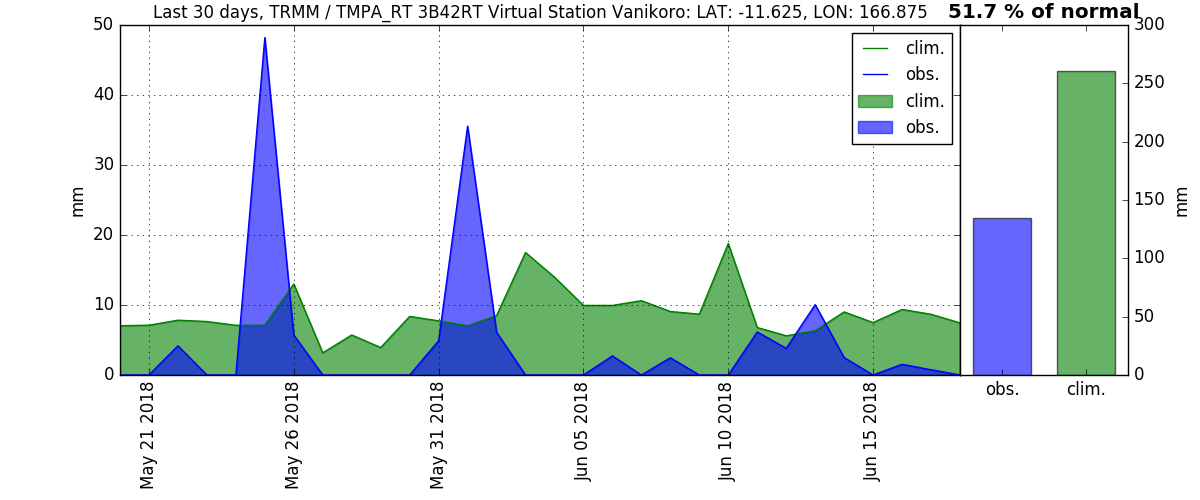 Last 30 days, TRMM / TMPA_RT 3B42RT Virtual Station Vanikoro: LAT: -11.625, LON: 166.875
51.7 % of normal
50
40
30
20
10
0
mm
clim.
obs.
clim.
obs.
300
250
200
150
100
50
0
mm
May 21 2018
May 26 2018
May 31 2018
Jun 05 2018
Jun 10 2018
Jun 15 2018
obs.
clim.